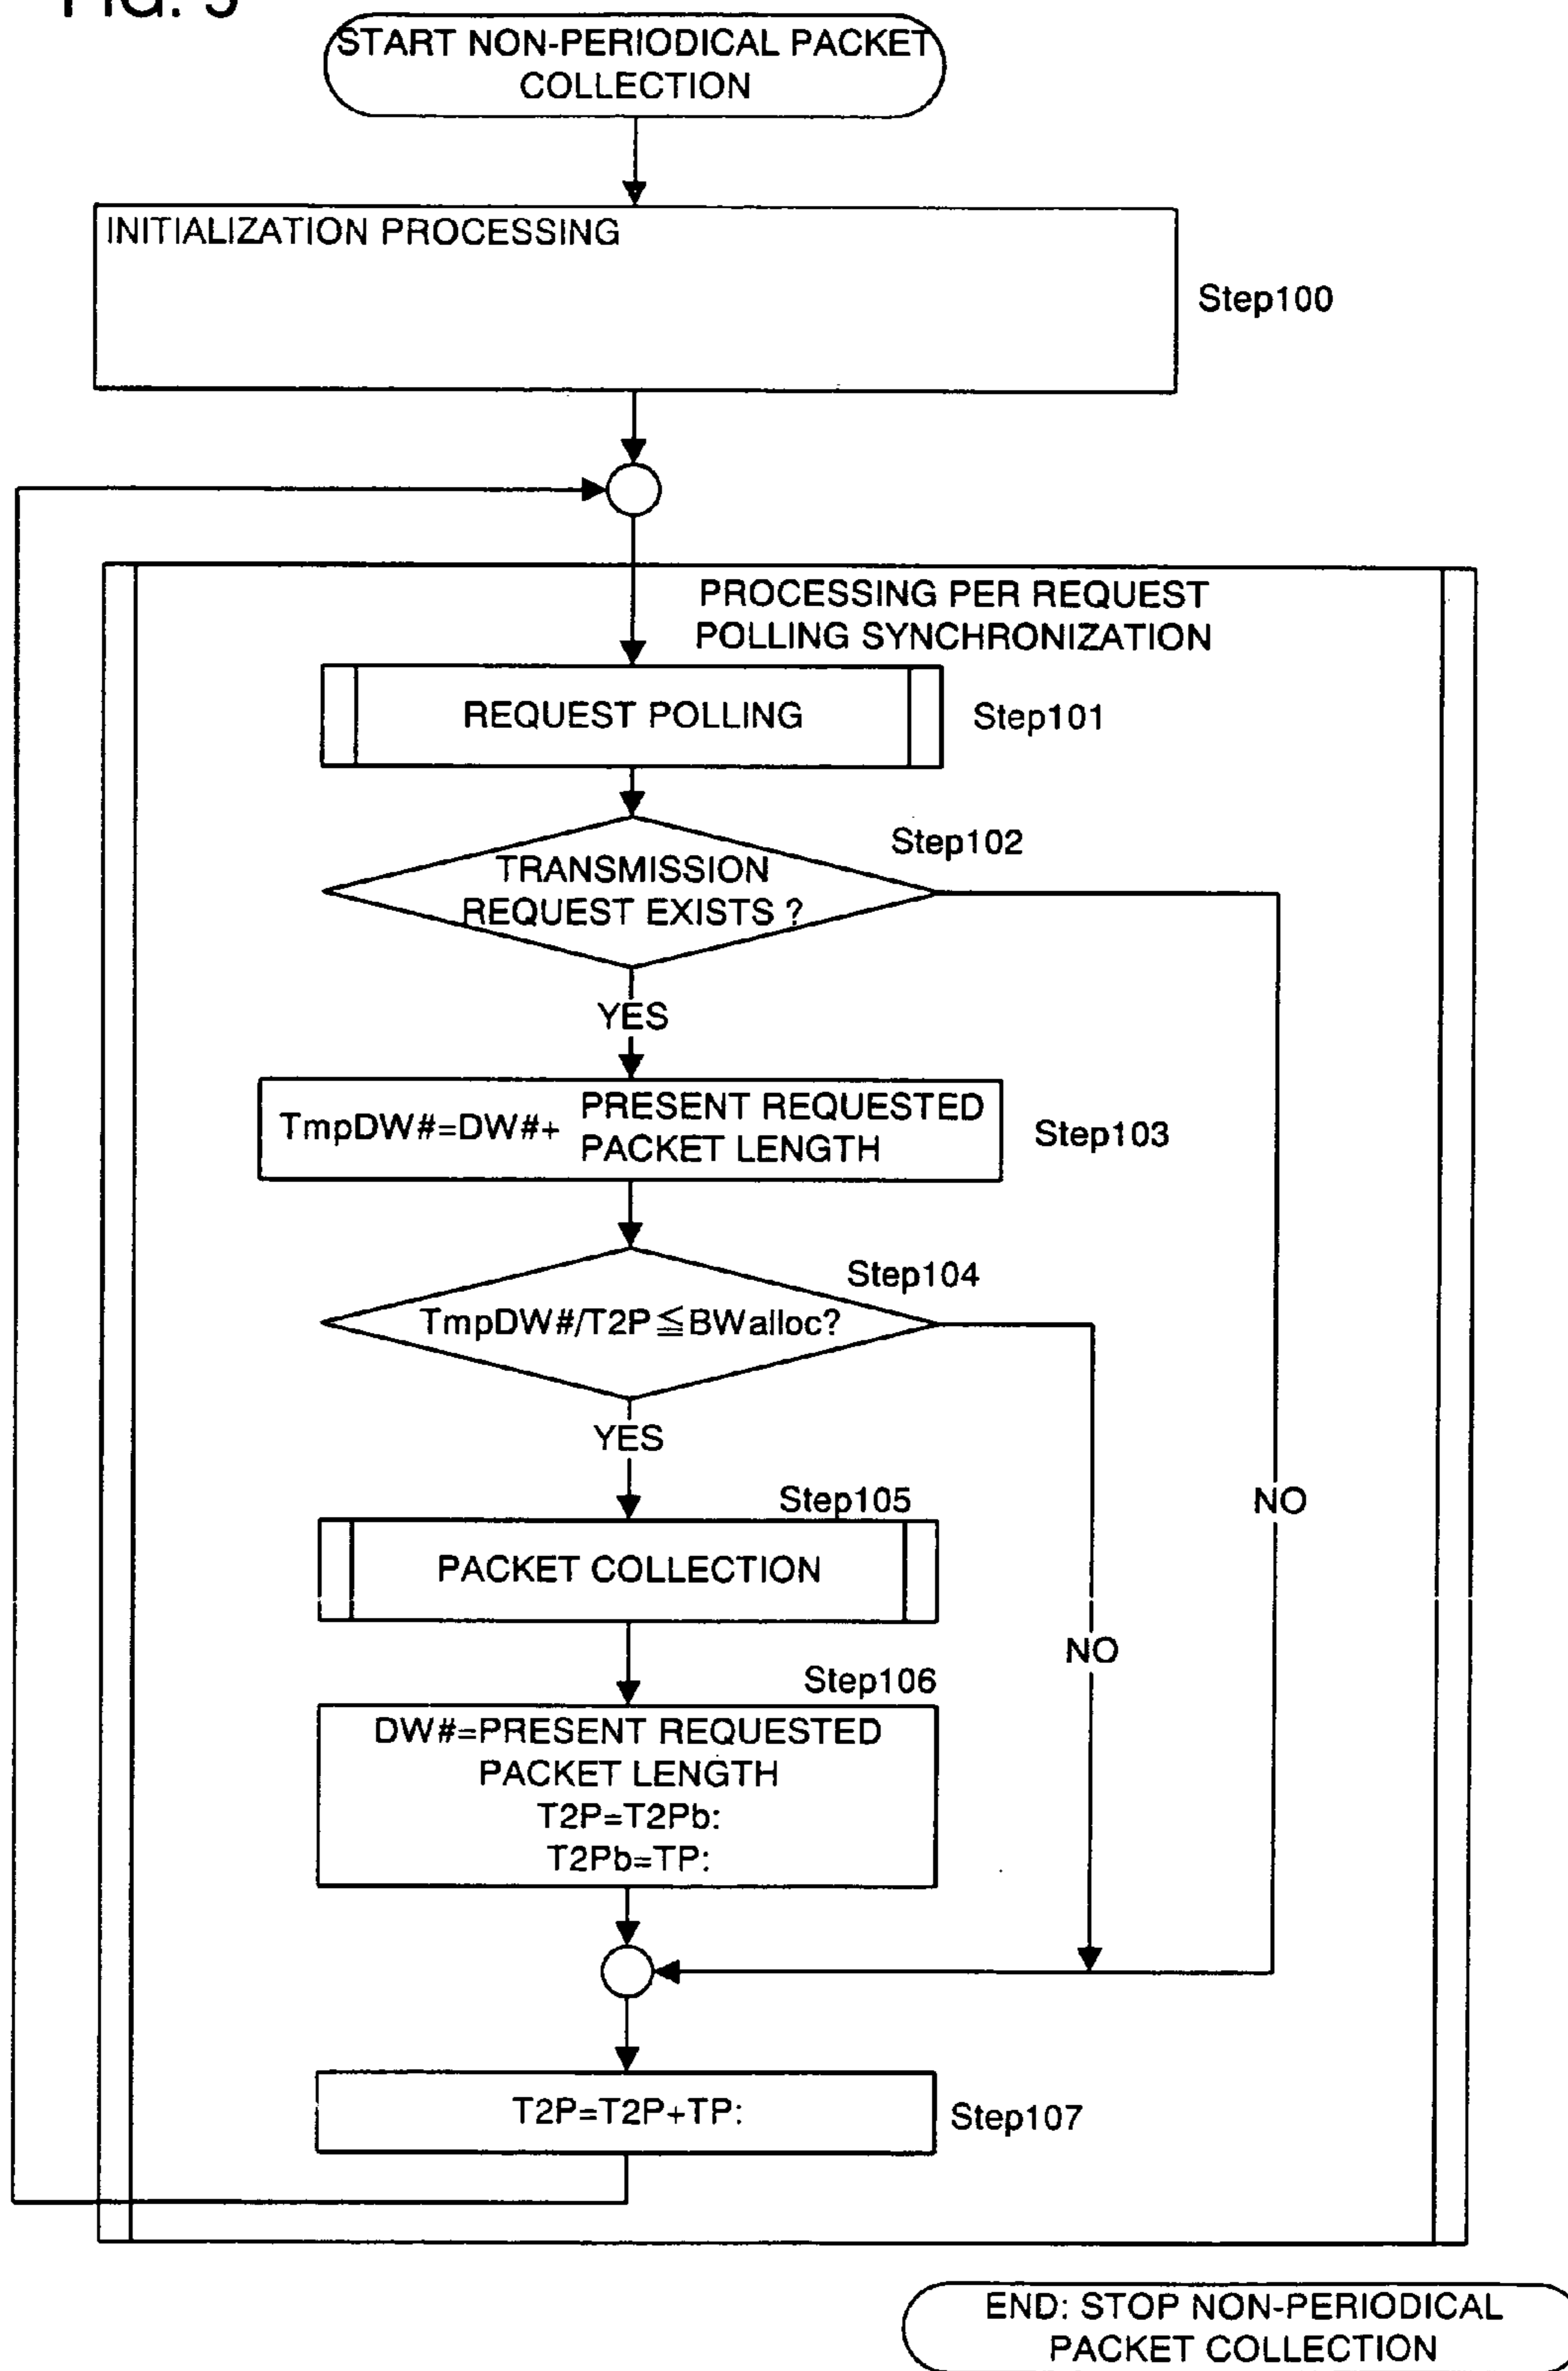 FIG. 5
START NON-PERIODICAL PACKET
COLLECTION
INITIALIZATION PROCESSING
Step100
PROCESSING PER REQUEST
POLLING SYNCHRONIZATION
REQUEST POLLING
Step101
Step102
TRANSMISSION
REQUEST EXISTS ?
YES
TmpDW#=DW#+
PRESENT REQUESTED
PACKET LENGTH
Step103
Step104
TmpDW#/T2P≦BWalloc?
YES
Step105
NO
PACKET COLLECTION
NO
Step106
DW#=PRESENT REQUESTED
PACKET LENGTH
T2P=T2Pb:
T2Pb=TP:
T2P=T2P+TP:
Step107
END: STOP NON-PERIODICAL
PACKET COLLECTION